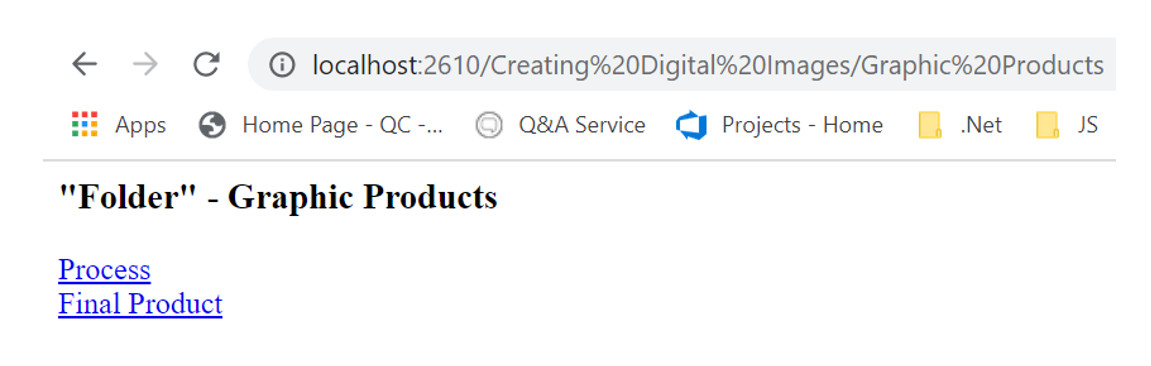 localhost:2610/Creating%20Digital%20Images/Graphic%20Products
Apps Home Page - QC -... Q&A Service Projects - Home .Net JS
"Folder" - Graphic Products
Process
Final Product